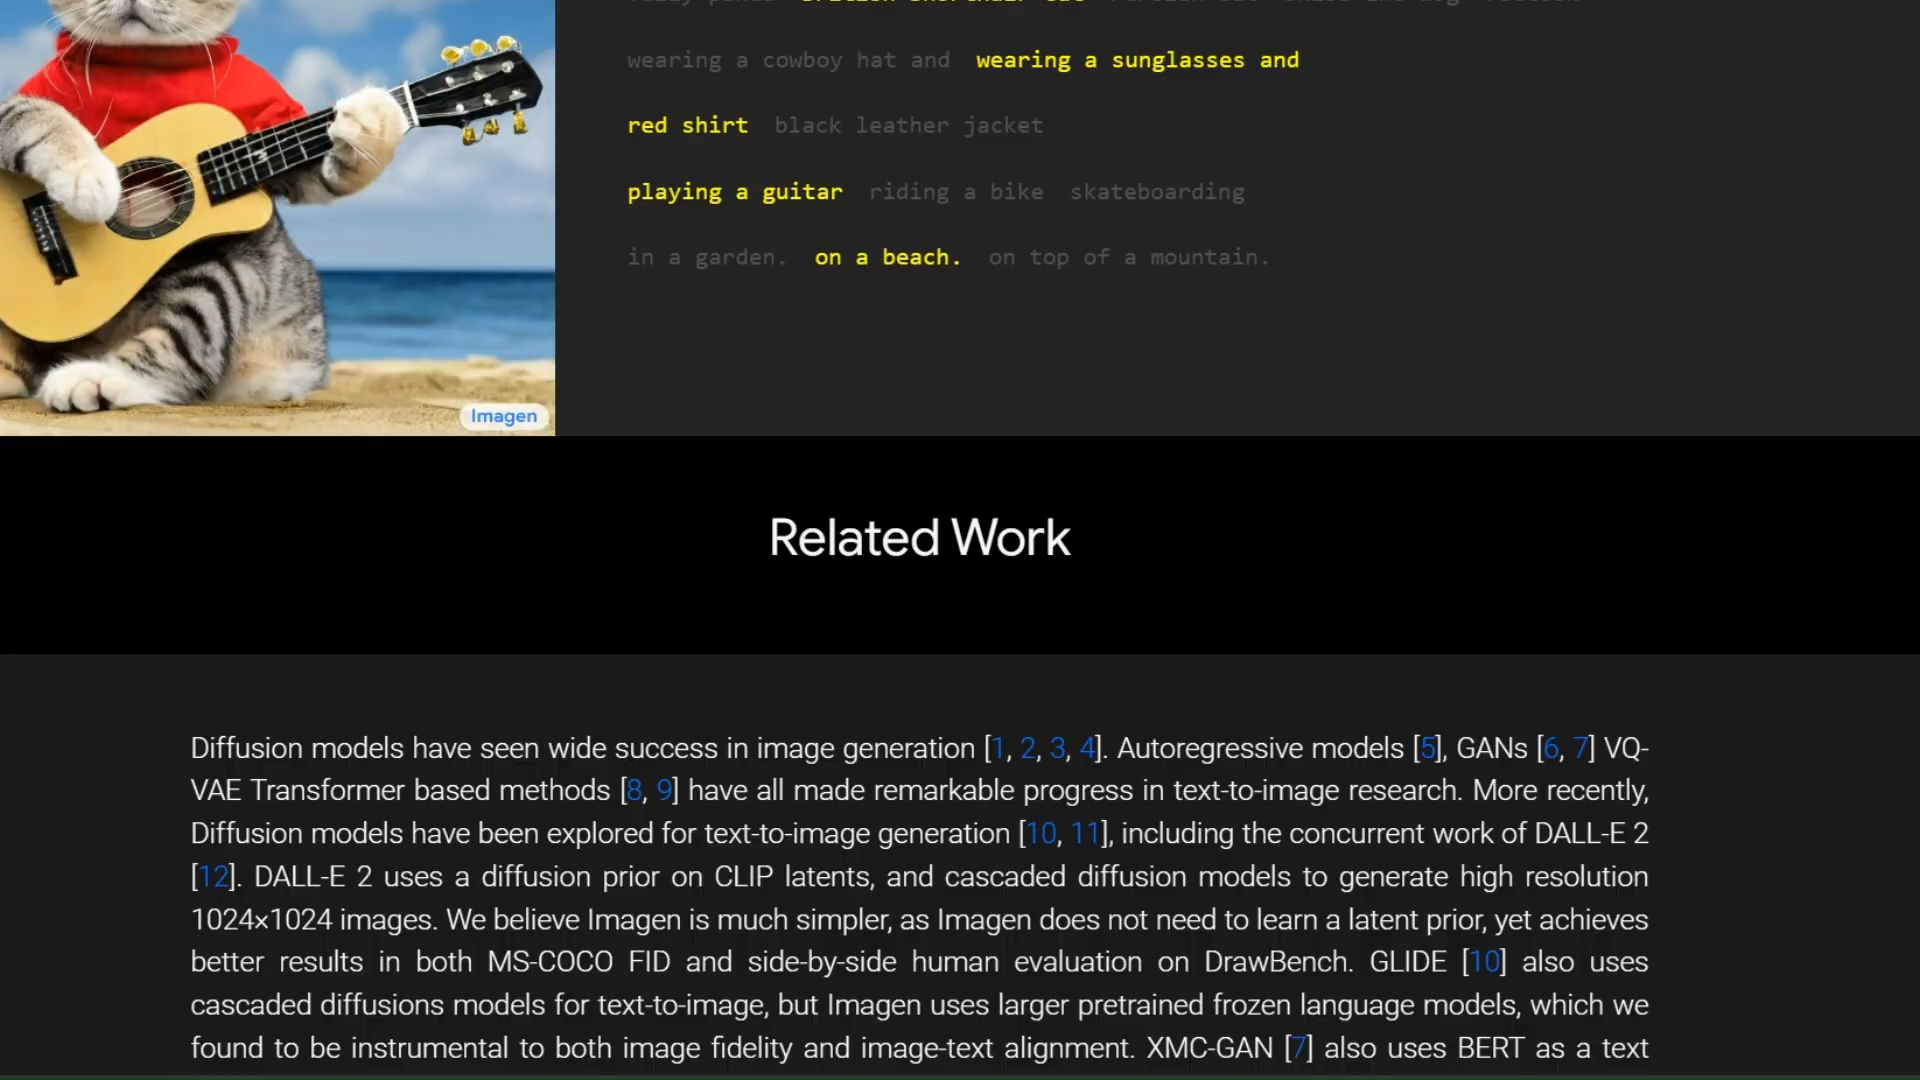 wearing a cowboy hat and wearing a sunglasses and
red shirt black leather jacket
playing a guitar riding a bike skateboarding
in a garden. on a beach. on top of a mountain.
Imagen
Related Work
Diffusion models have seen wide success in image generation [1, 2, 3, 4]. Autoregressive models [5], GANs [6, 7] VQ-
VAE Transformer based methods [8, 9] have all made remarkable progress in text-to-image research. More recently,
Diffusion models have been explored for text-to-image generation [10, 11], including the concurrent work of DALL-E 2
[12]. DALL-E 2 uses a diffusion prior on CLIP latents, and cascaded diffusion models to generate high resolution
1024×1024 images. We believe Imagen is much simpler, as Imagen does not need to learn a latent prior, yet achieves
better results in both MS-COCO FID and side-by-side human evaluation on DrawBench. GLIDE [10] also uses
cascaded diffusions models for text-to-image, but Imagen uses larger pretrained frozen language models, which we
found to be instrumental to both image fidelity and image-text alignment. XMC-GAN [7] also uses BERT as a text